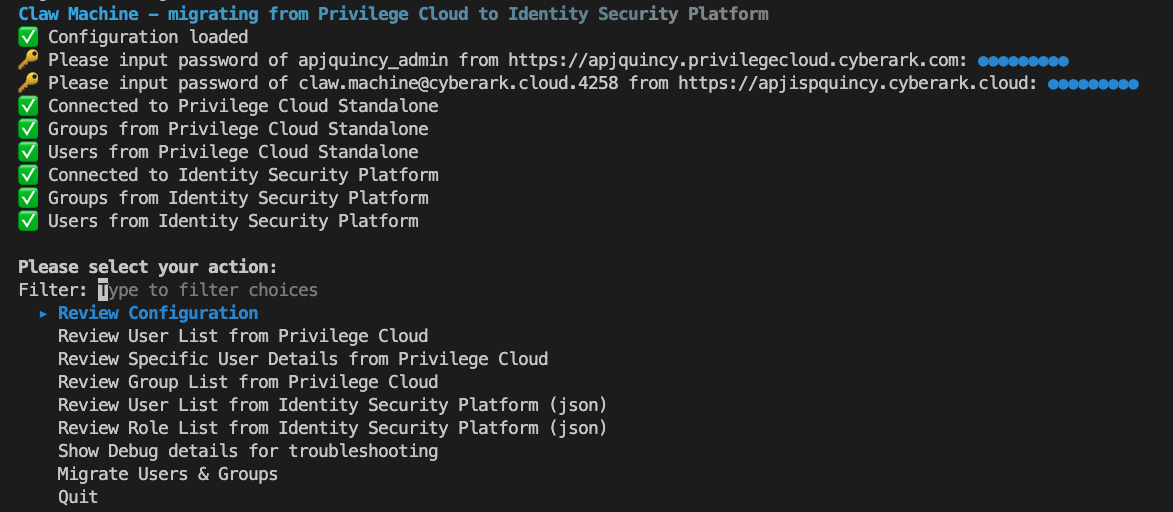 Claw Machine – migrating from Privilege Cloud to Identity Security Platform
✅ Configuration loaded
🔑 Please input password of apjquincy_admin from https://apjquincy.privilegecloud.cyberark.com: ●●●●●●●●●
🔑 Please input password of claw.machine@cyberark.cloud.4258 from https://apjispquincy.cyberark.cloud: ●●●●●●●●●
✅ Connected to Privilege Cloud Standalone
✅ Groups from Privilege Cloud Standalone
✅ Users from Privilege Cloud Standalone
✅ Connected to Identity Security Platform
✅ Groups from Identity Security Platform
✅ Users from Identity Security Platform
Please select your action:
Filter: Type to filter choices
▸ Review Configuration
Review User List from Privilege Cloud
Review Specific User Details from Privilege Cloud
Review Group List from Privilege Cloud
Review User List from Identity Security Platform (json)
Review Role List from Identity Security Platform (json)
Show Debug details for troubleshooting
Migrate Users & Groups
Quit